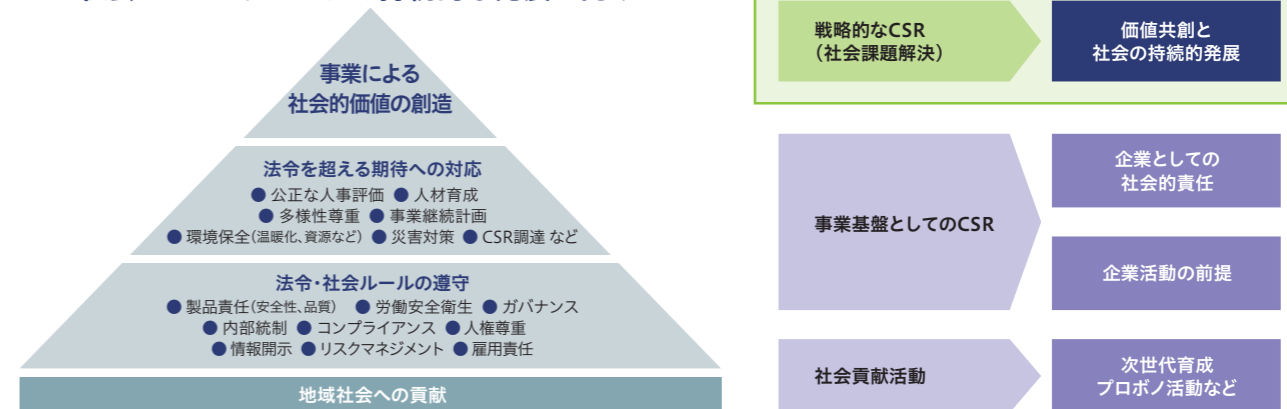 事業による
社会的価値の創造
法令を超える期待への対応
● 公正な人事評価 ● 人材育成
● 多様性尊重 ● 事業継続計画
● 環境保全(温暖化、資源など) ● 災害対策 ● CSR調達 など
法令・社会ルールの遵守
● 製品責任(安全性、品質) ● 労働安全衛生 ● ガバナンス
● 内部統制 ● コンプライアンス ● 人権尊重
● 情報開示 ● リスクマネジメント ● 雇用責任
地域社会への貢献
戦略的なCSR
(社会課題解決)
価値共創と
社会の持続的発展
事業基盤としてのCSR
企業としての
社会的責任
企業活動の前提
社会貢献活動
次世代育成
プロボノ活動など